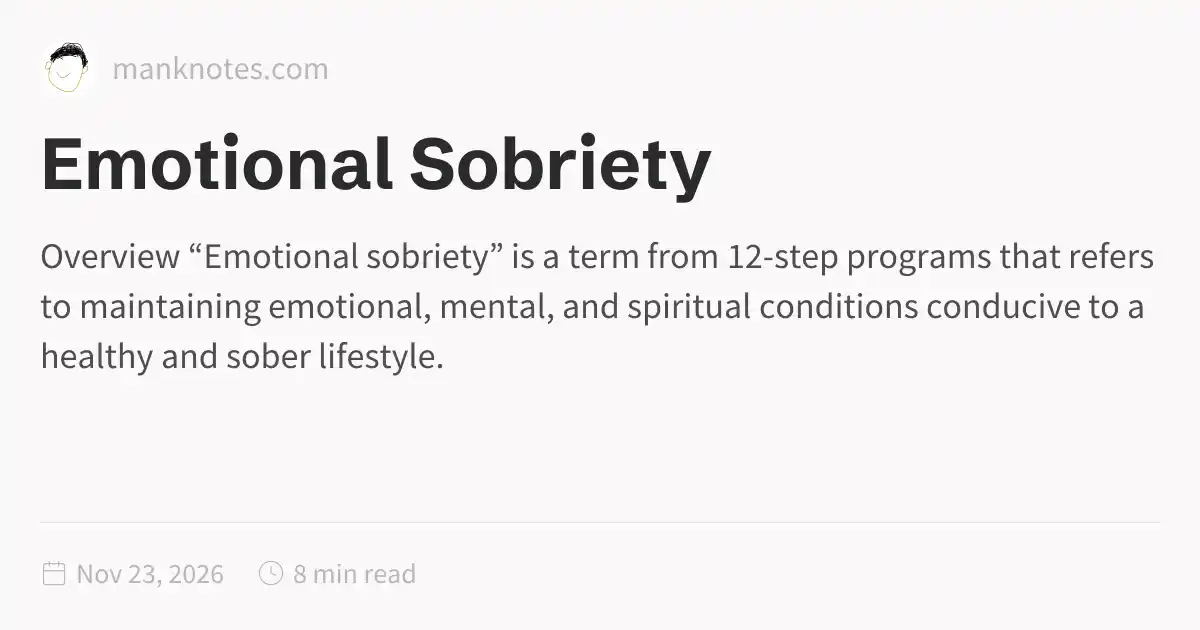 manknotes.com
Emotional Sobriety
Overview “Emotional sobriety” is a term from 12-step programs that refers
to maintaining emotional, mental, and spiritual conditions conducive to a
healthy and sober lifestyle.
Nov 23, 2026 8 min read